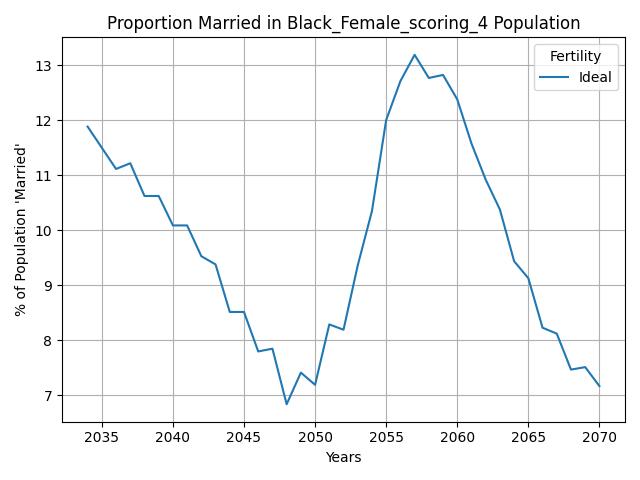 Proportion Married in Black_Female_scoring_4 Population
Fertility
Ideal
13
12
11
10
9
8
7
% of Population 'Married'
2035 2040 2045 2050 2055 2060 2065 2070
Years